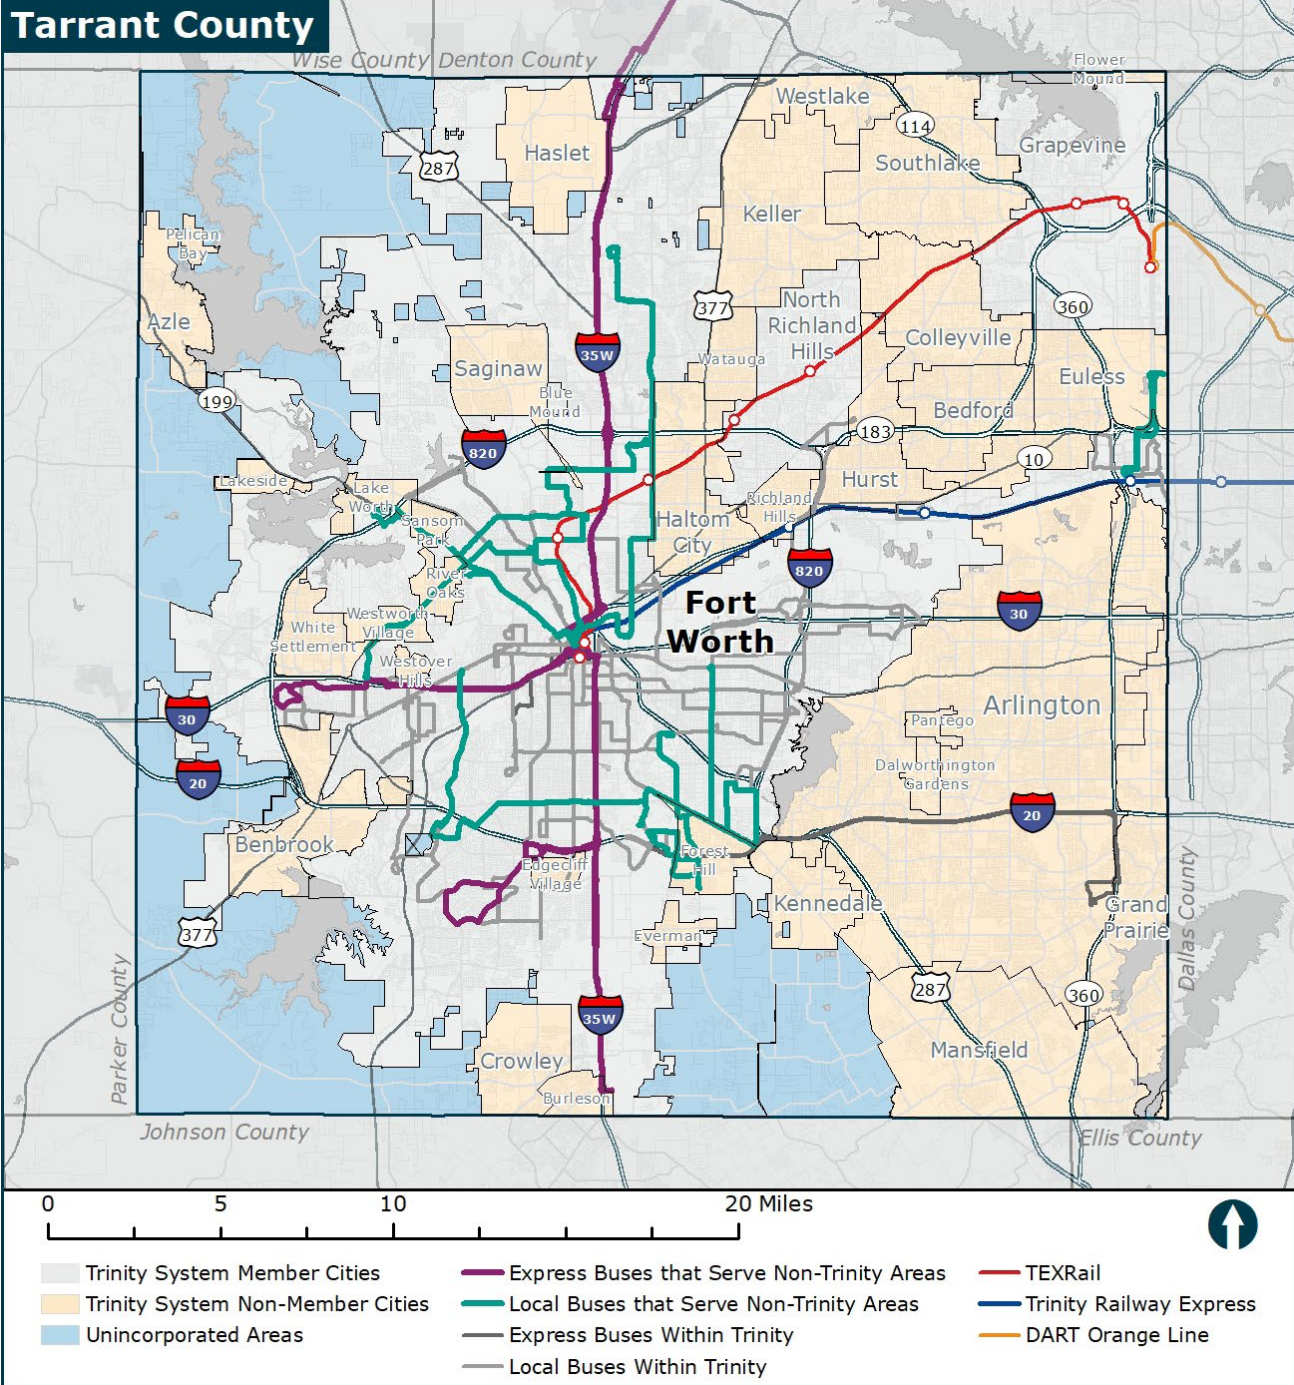 Tarrant County
Wise County
Denton County
Flower
Mound
Westlake
114
Haslet
287
Southlake
Grapevine
Keller
Pelican
Bay
Azle
377
North
Richland
Hills
360
35W
Colleyville
Saginaw
Watauga
Euless
199
Blue
Mound
Bedford
183
820
10
Lakeside
Lake
Worth
Hurst
Richland
Hills
Sansom
Park
Haltom
City
River
Oaks
820
Fort
Worth
30
Westworth
Village
White
Settlement
Westover
Hills
30
Arlington
Pantego
20
Dalworthington
Gardens
20
Benbrook
Edgecliff
Village
Forest
Hill
Kennedale
Grand
Prairie
377
Everman
Dallas County
Parker County
287
360
35W
Crowley
Mansfield
Burleson
Johnson County
Ellis County
0 5 10 20 Miles
Trinity System Member Cities
Trinity System Non-Member Cities
Unincorporated Areas
Express Buses that Serve Non-Trinity Areas
Local Buses that Serve Non-Trinity Areas
Express Buses Within Trinity
Local Buses Within Trinity
TEXRail
Trinity Railway Express
DART Orange Line